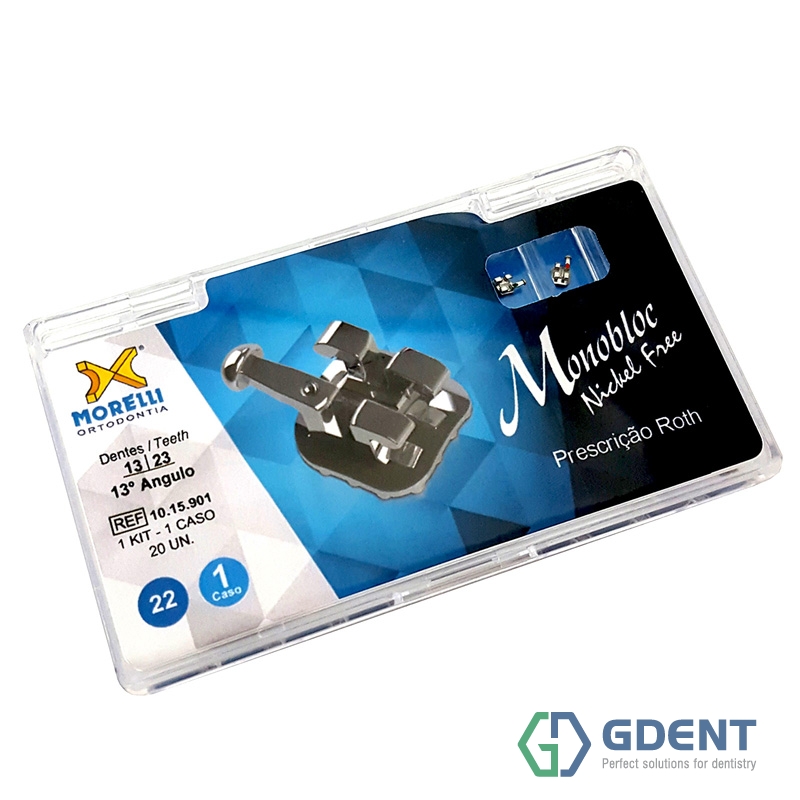 MORELLI
ORTODONTIA
Dentes / Teeth
13 | 23
13° Angulo
REF 10.15.901
1 KIT - 1 CASO
20 UN.
22
1
Caso
Monobloc
Nickel Free
Prescrição Roth
GDENT
Perfect solutions for dentistry